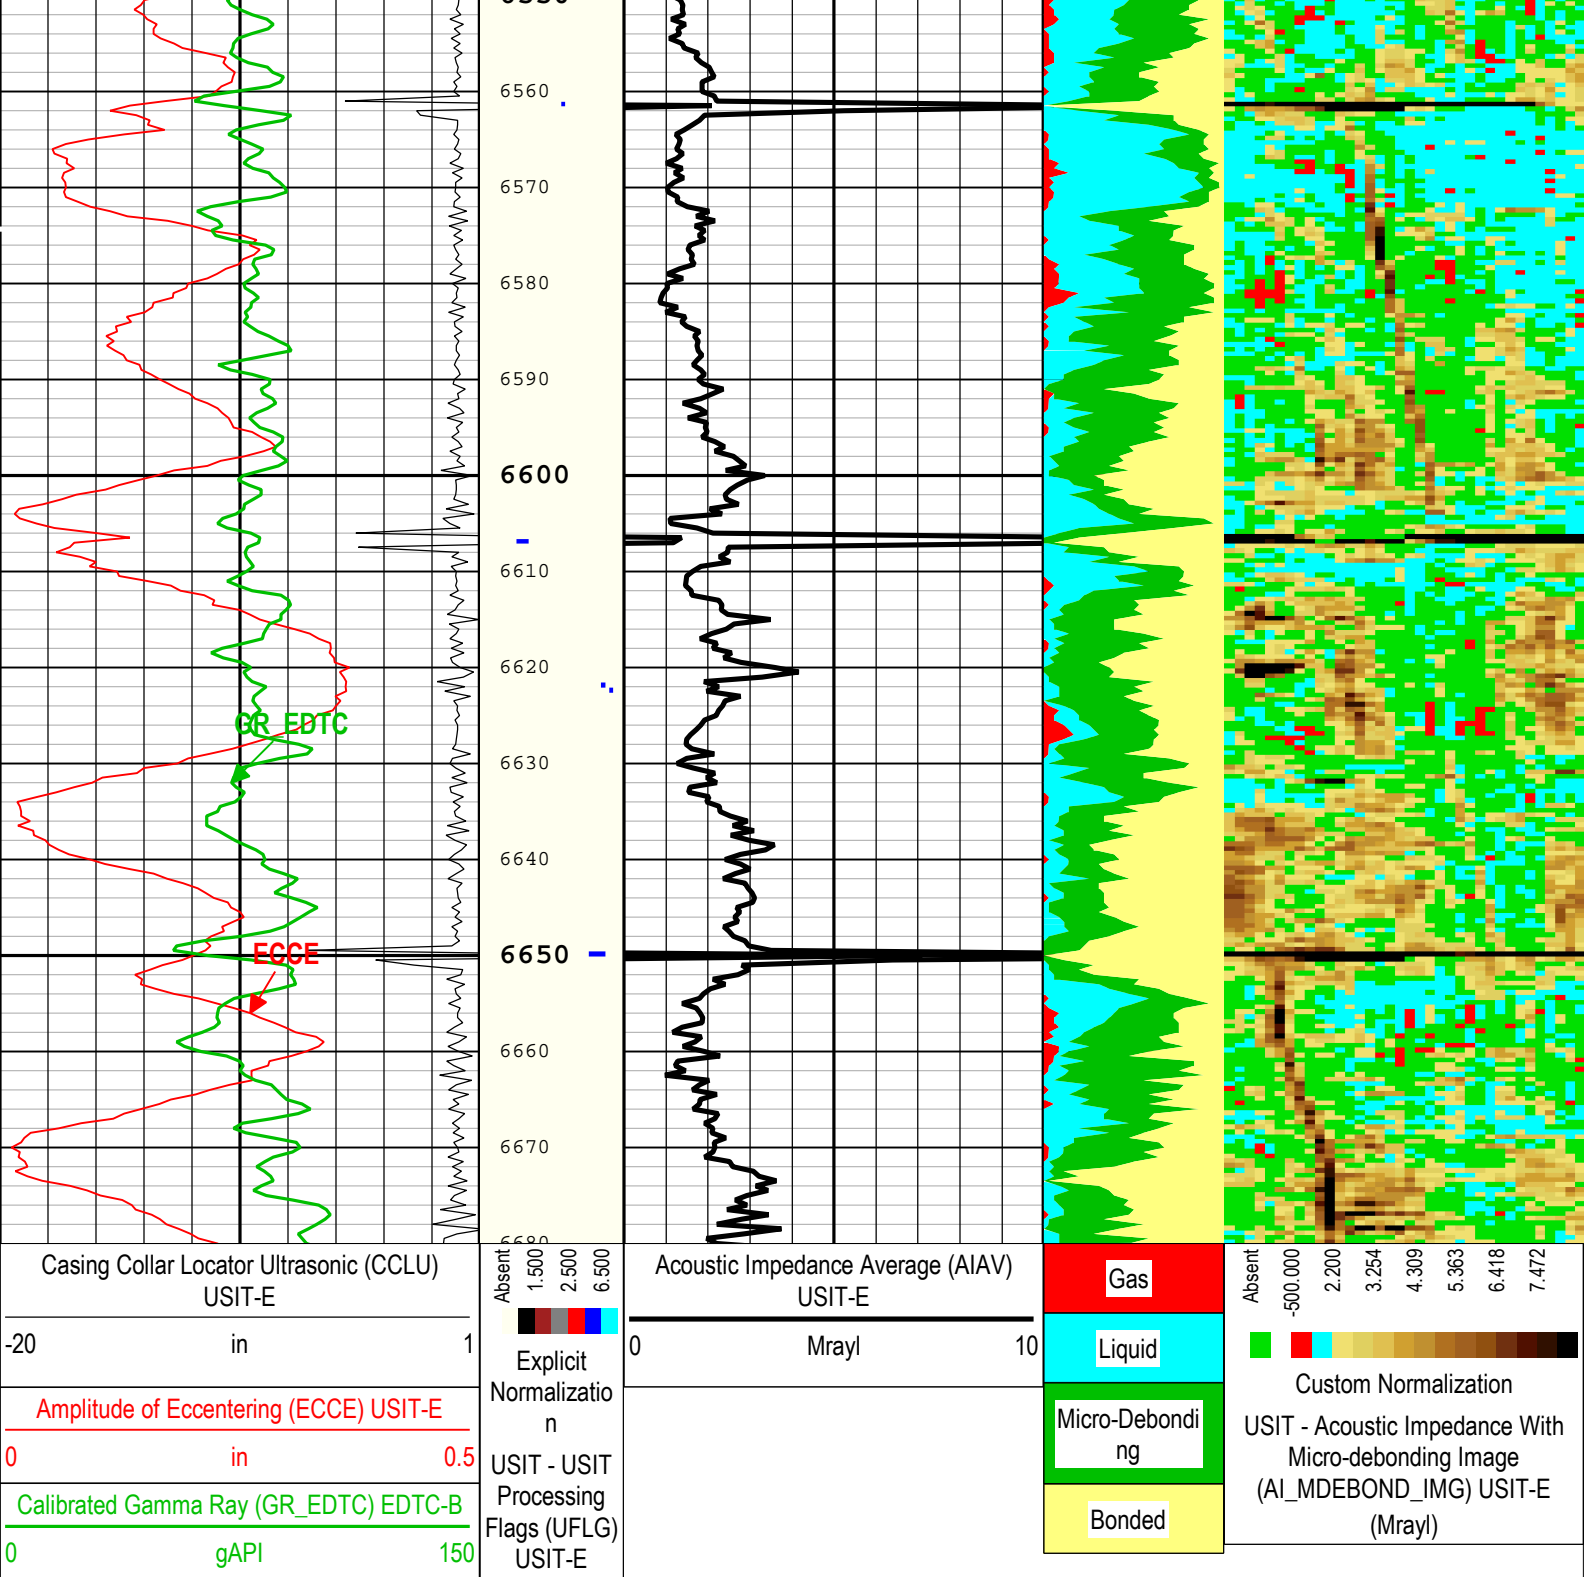 6560
6570
6580
6590
6600
6610
6620
GR_EDTC
6630
6640
ECCE
6650
6660
6670
Casing Collar Locator Ultrasonic (CCLU)
USIT-E
-20 in 1
Amplitude of Eccentering (ECCE) USIT-E
0 in 0.5
Calibrated Gamma Ray (GR_EDTC) EDTC-B
0 gAPI 150
Absent
1.500
2.500
6.500
Explicit
Normalizatio
n
USIT - USIT
Processing
Flags (UFLG)
USIT-E
Acoustic Impedance Average (AIAV)
USIT-E
0 Mrayl 10
Gas
Liquid
Micro-Debondi
ng
Bonded
Absent
-500.000
2.200
3.254
4.309
5.363
6.418
7.472
Custom Normalization
USIT - Acoustic Impedance With
Micro-debonding Image
(AI_MDEBOND_IMG) USIT-E
(Mrayl)